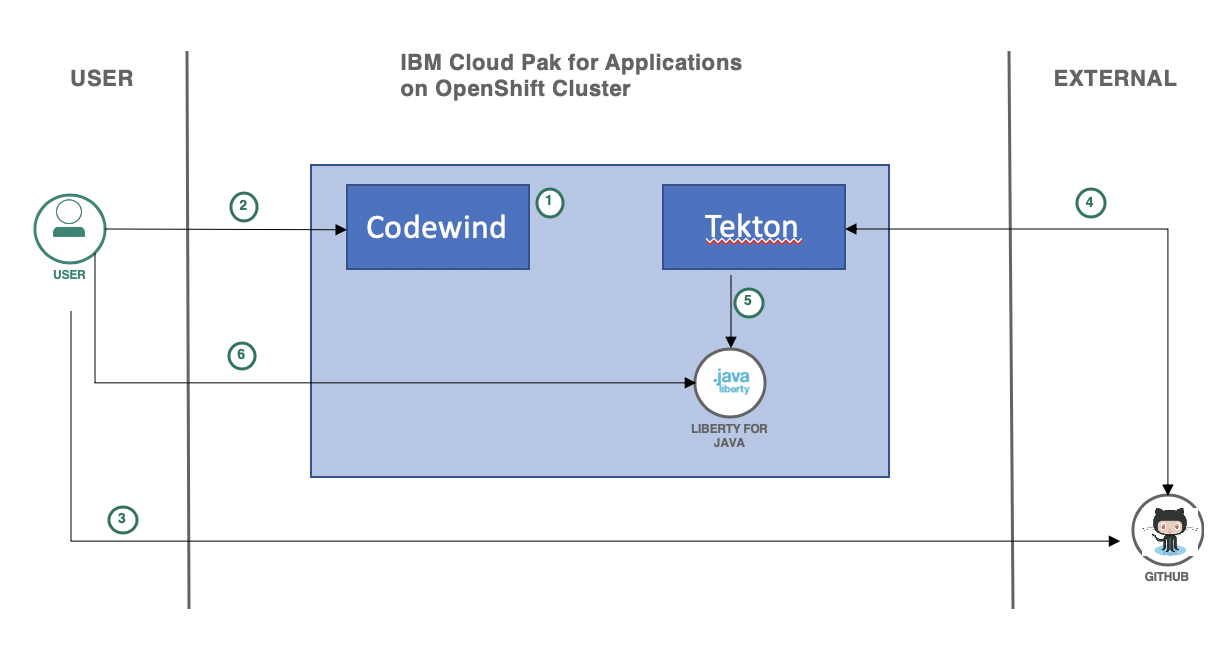 IBM Cloud Pak for Applications
on OpenShift Cluster
USER
EXTERNAL
Codewind
1
Tekton
2
4
USER
5
6
.java
liberty
LIBERTY FOR
JAVA
3
GITHUB